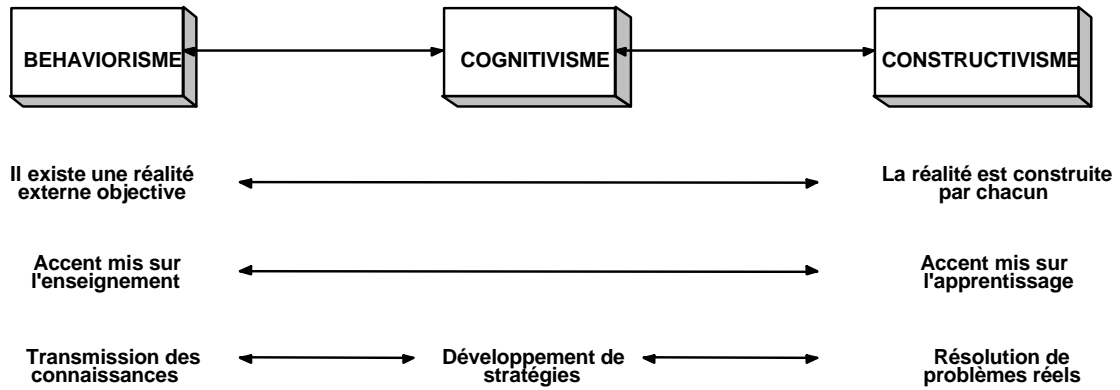 BEHAVIORISME
COGNITIVISME
CONSTRUCTIVISME
Il existe une réalité
externe objective
La réalité est construite
par chacun
Accent mis sur
l'enseignement
Accent mis sur
l'apprentissage
Transmission des
connaissances
Développement de
stratégies
Résolution de
problèmes réels